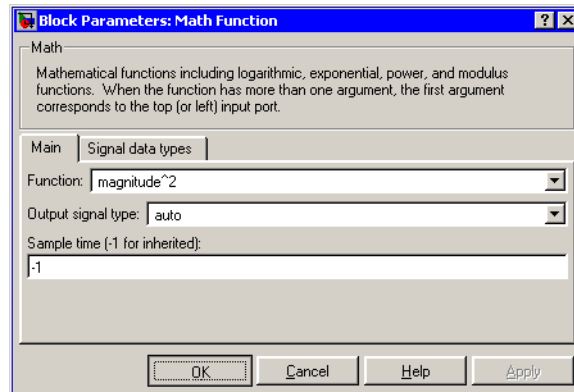 Block Parameters: Math Function
Math
Mathematical functions including logarithmic, exponential, power, and modulus
functions. When the function has more than one argument, the first argument
corresponds to the top (or left) input port.
Main Signal data types
Function: magnitude^2
Output signal type: auto
Sample time (-1 for inherited):
-1
OK Cancel Help Apply